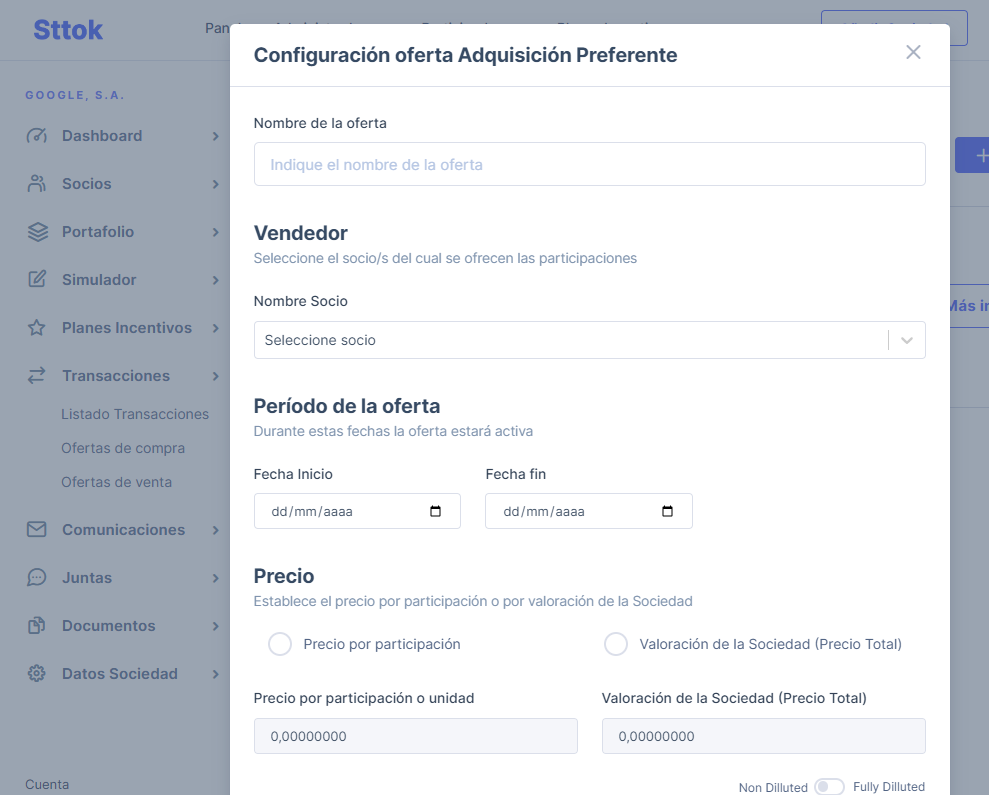 Sttok
Configuración oferta Adquisición Preferente
GOOGLE, S.A.
Dashboard
Socios
Portafolio
Simulador
Planes Incentivos
Transacciones
Listado Transacciones
Ofertas de compra
Ofertas de venta
Comunicaciones
Juntas
Documentos
Datos Sociedad
Cuenta
Nombre de la oferta
Indique el nombre de la oferta
Vendedor
Seleccione el socio/s del cual se ofrecen las participaciones
Nombre Socio
Seleccione socio
Período de la oferta
Durante estas fechas la oferta estará activa
Fecha Inicio Fecha fin
dd/mm/aaaa dd/mm/aaaa
Precio
Establece el precio por participación o por valoración de la Sociedad
Precio por participación Valoración de la Sociedad (Precio Total)
Precio por participación o unidad Valoración de la Sociedad (Precio Total)
0,00000000 0,00000000
Non Dilluted Fully Dilluted
Más